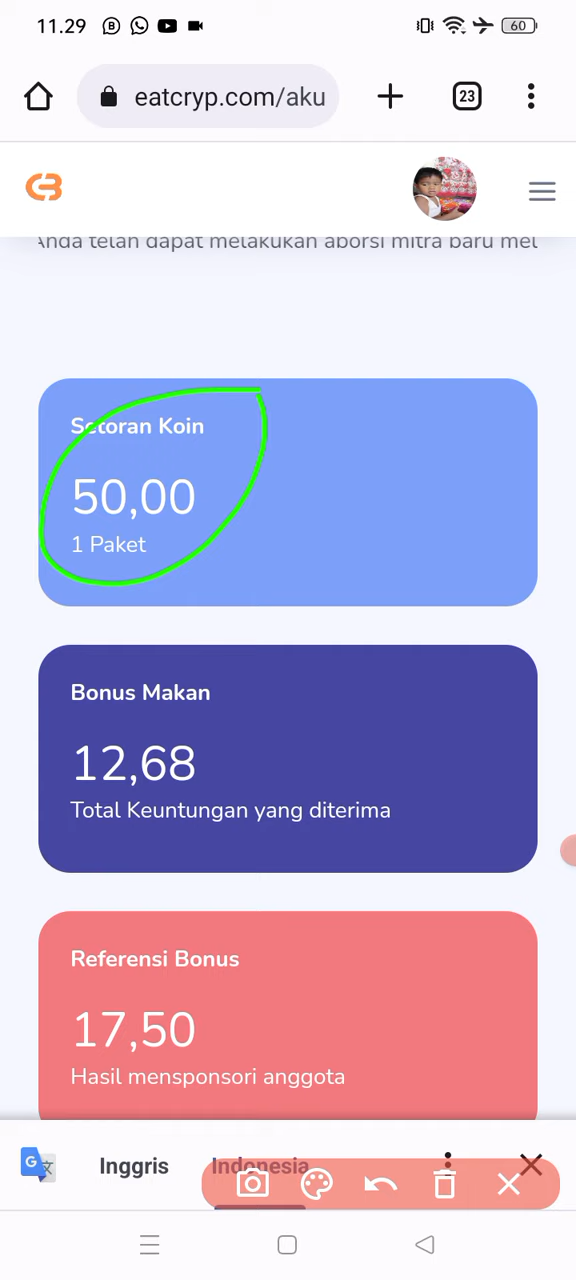 11.29
60
eatcryp.com/aku
23
Anda telah dapat melakukan aborsi mitra baru mel
Setoran Koin
50,00
1 Paket
Bonus Makan
12,68
Total Keuntungan yang diterima
Referensi Bonus
17,50
Hasil mensponsori anggota
Inggris
Indonesia